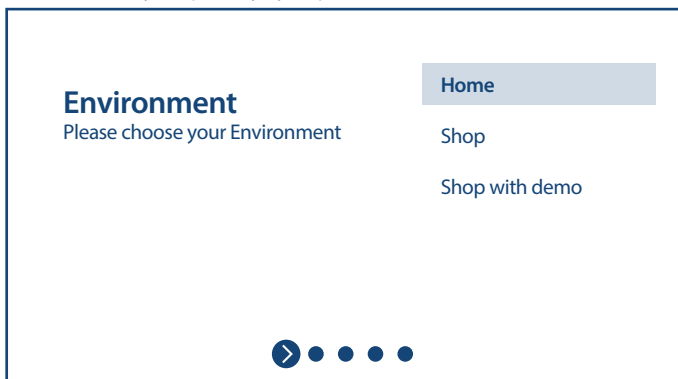 Environment
Please choose your Environment
Home
Shop
Shop with demo